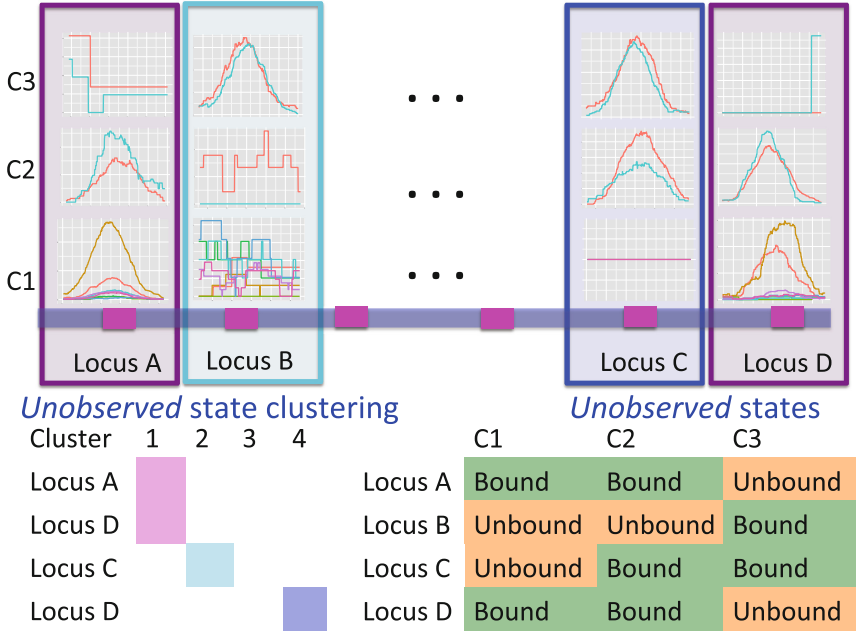 C3
C2
C1
. . .
. . .
. . .
Locus A Locus B Locus C Locus D
Unobserved state clustering Unobserved states
Cluster 1 2 3 4 C1 C2 C3
Locus A Locus A Bound Bound Unbound
Locus D Locus B Unbound Unbound Bound
Locus C Locus C Unbound Bound Bound
Locus D Locus D Bound Bound Unbound